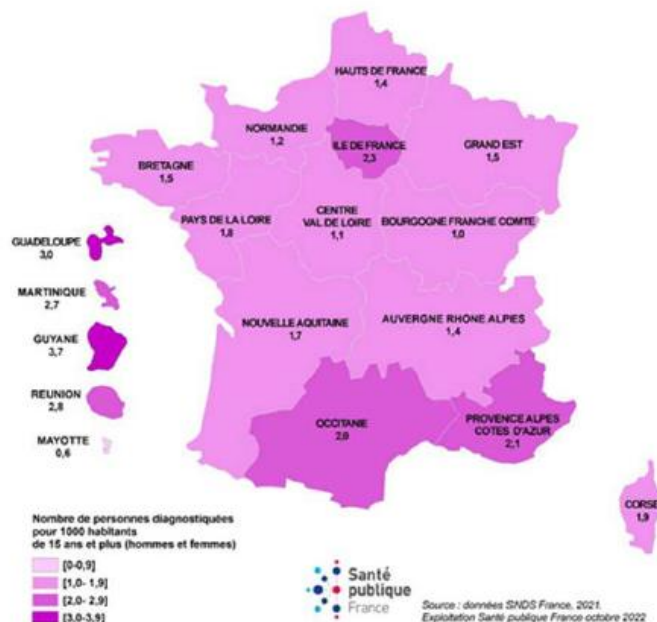 HAUTS DE FRANCE
1,4
NORMANDIE
1,2
ILE DE FRANCE
2,3
GRAND EST
1,5
BRETAGNE
1,5
PAYS DE LA LOIRE
1,8
CENTRE
VAL DE LOIRE
1,1
BOURGOGNE FRANCHE COMTE
1,0
GUADELOUPE
3,0
MARTINIQUE
2,7
GUYANE
3,7
REUNION
2,8
MAYOTTE
0,6
NOUVELLE AQUITAINE
1,7
AUVERGNE RHONE ALPIES
1,4
OCCITANIE
2,0
PROVENCE ALPES
COTES D'AZUR
2,1
CORSE
1,9
Nombre de personnes diagnostiquées
pour 1000 habitants
de 15 ans et plus (hommes et femmes)
[0-0,9]
[1,0- 1,9]
[2,0- 2,9]
[3,0-3,9]
Santé
publique
France
Source : données SNDS France, 2021.
Exploitation Santé publique France octobre 2022